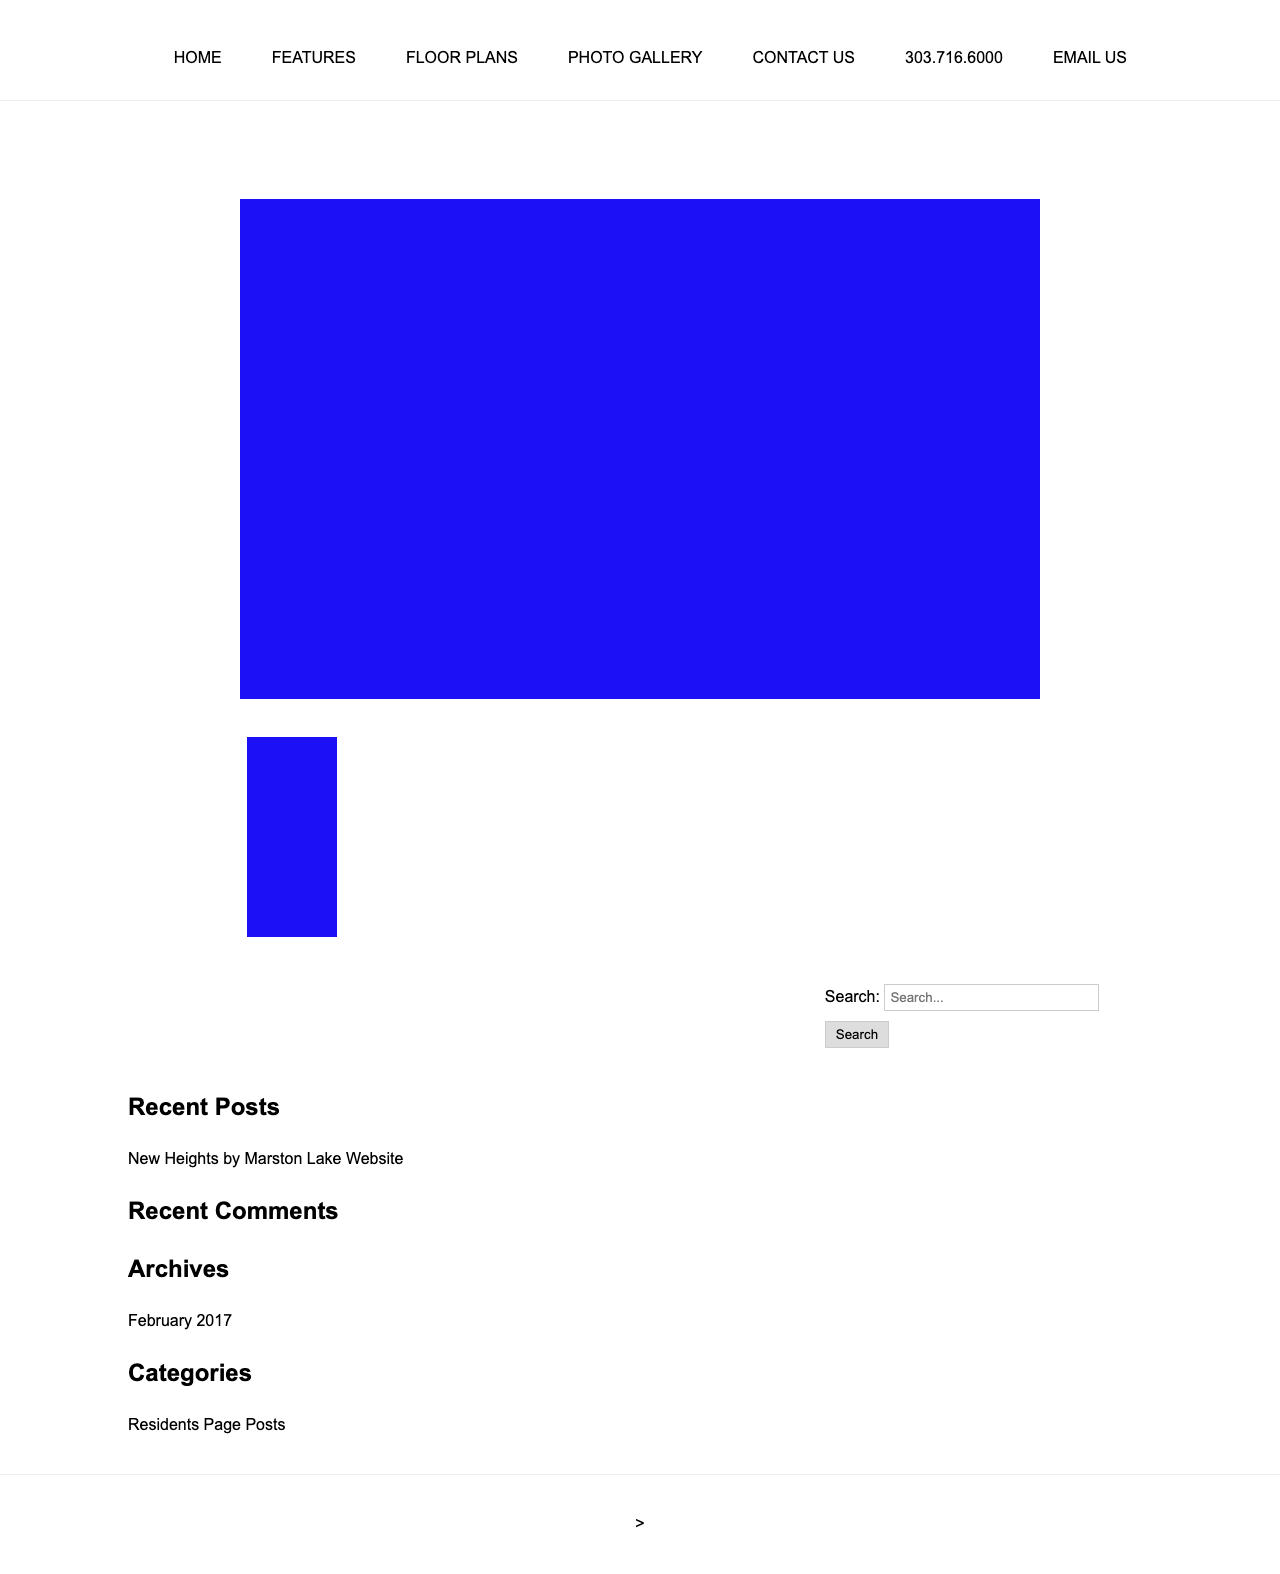 HOME FEATURES FLOOR PLANS PHOTO GALLERY CONTACT US 303.716.6000 EMAIL US
Search: Search...
Search
Recent Posts
New Heights by Marston Lake Website
Recent Comments
Archives
February 2017
Categories
Residents Page Posts
>